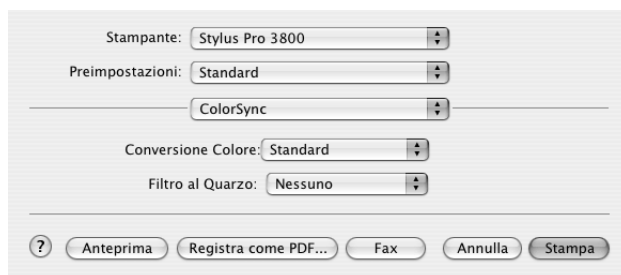 Stampante: Stylus Pro 3800
Preimpostazioni: Standard
ColorSync
Conversione Colore: Standard
Filtro al Quarzo: Nessuno
? Anteprima Registra come PDF... Fax Annulla Stampa